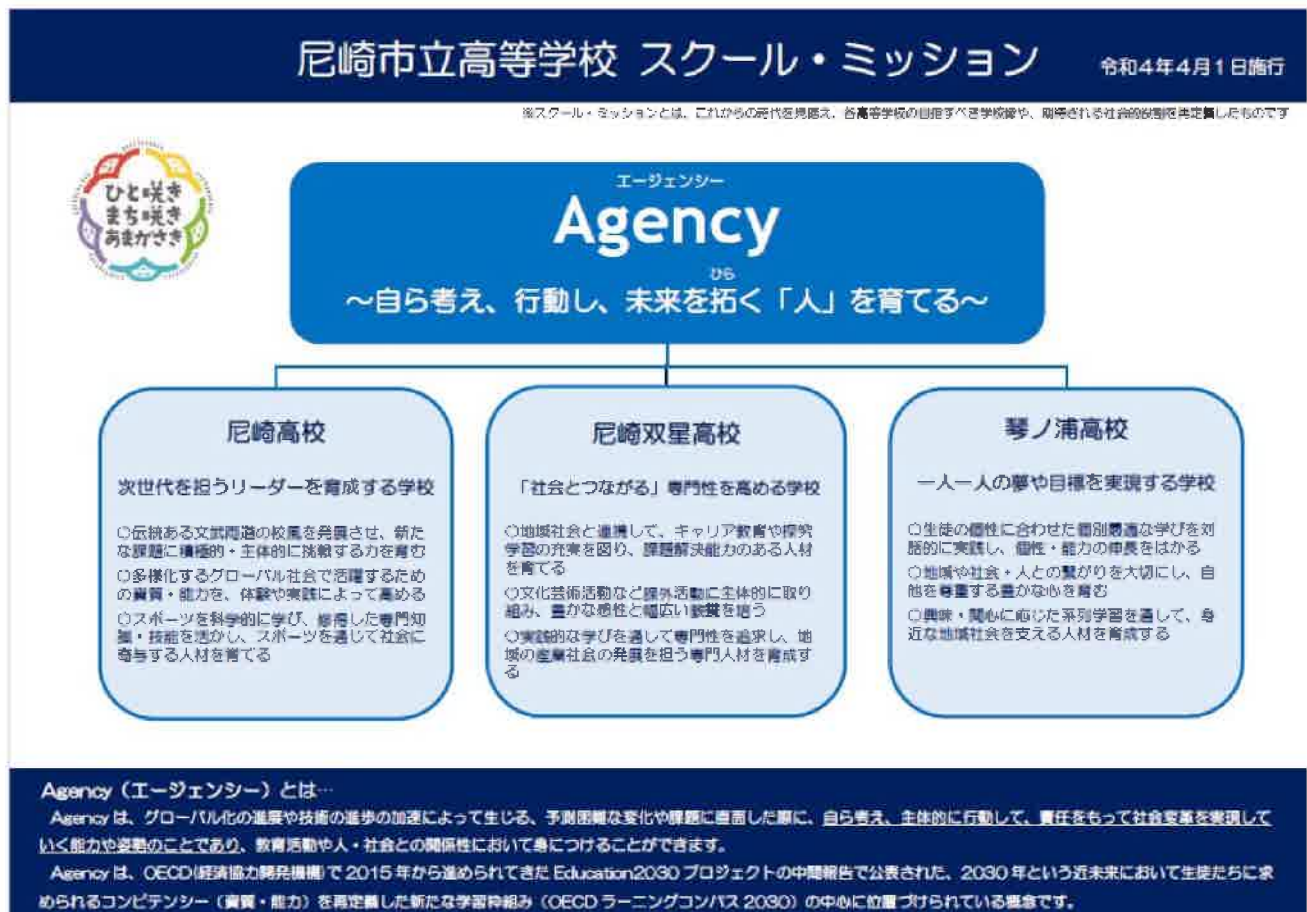 尼崎市立高等学校 スクール・ミッション 令和4年4月1日施行
※スクール・ミッションとは、これからの時代を見据え、各高等学校の目指すべき学校像や、期待される社会的役割を再定義したものです
ひと咲き
まち咲き
あまがさき
エージェンシー
Agency
ひら
～自ら考え、行動し、未来を拓く「人」を育てる～
尼崎高校
次世代を担うリーダーを育成する学校
○伝統ある文武両道の校風を発展させ、新た
な課題に積極的・主体的に挑戦する力を育む
○多様化するグローバル社会で活躍するため
の資質・能力を、体験や実践によって高める
○スポーツを科学的に学び、修得した専門知
識・技能を活かし、スポーツを通じて社会に
寄与する人材を育てる
尼崎双星高校
「社会とつながる」専門性を高める学校
○地域社会と連携して、キャリア教育や探究
学習の充実を図り、課題解決能力のある人材
を育てる
○文化芸術活動など課外活動に主体的に取り
組み、豊かな感性と幅広い教養を培う
○実践的な学びを通して専門性を追求し、地
域の産業社会の発展を担う専門人材を育成す
る
琴ノ浦高校
一人一人の夢や目標を実現する学校
○生徒の個性に合わせた個別最適な学びを対
話的に実践し、個性・能力の伸長をはかる
○地域や社会・人との繋がりを大切にし、自
他を尊重する豊かな心を育む
○興味・関心に応じた系列学習を通して、身
近な地域社会を支える人材を育成する
Agency（エージェンシー）とは…
Agencyは、グローバル化の進展や技術の進歩の加速によって生じる、予測困難な変化や課題に直面した際に、自ら考え、主体的に行動して、責任をもって社会変革を実現して
いく能力や姿勢のことであり、教育活動や人・社会との関係性において身につけることができます。
Agencyは、OECD(経済協力開発機構)で2015年から進められてきたEducation2030プロジェクトの中間報告で公表された、2030年という近未来において生徒たちに求
められるコンピテンシー（資質・能力）を再定義した新たな学習枠組み（OECDラーニングコンパス2030）の中心に位置づけられている概念です。